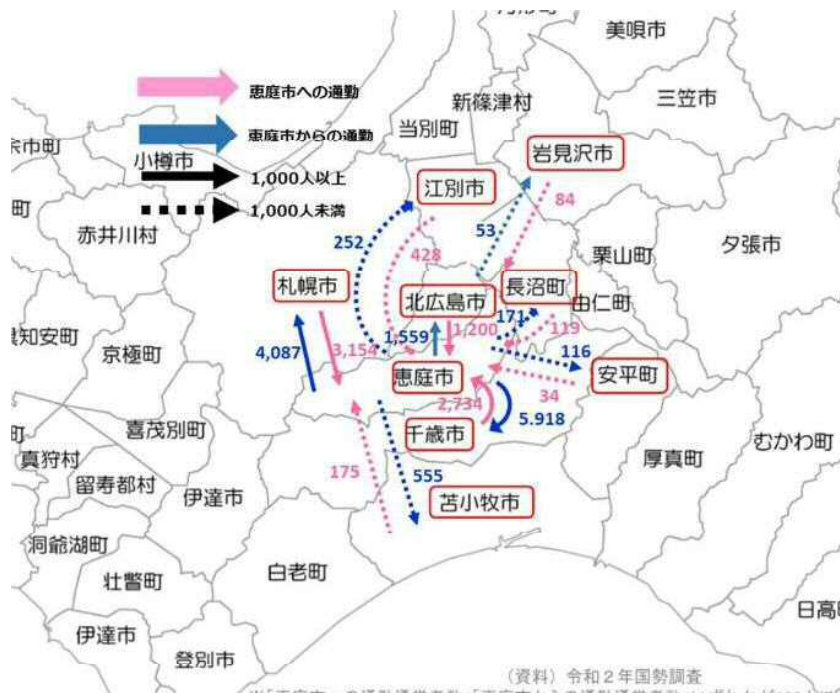 美唄市
三笠市
新篠津村
当別町
恵庭市への通勤
恵庭市からの通勤
1,000人以上
1,000人未満
小樽市
赤井川村
岩見沢市
江別市
84
53
栗山町
夕張市
252
428
札幌市
北広島市
長沼町
由仁町
171
119
1,559
1,200
京極町
4,087
3,154
116
恵庭市
安平町
34
2,734
5.918
喜茂別町
千歳市
むかわ町
真狩村
留寿都村
伊達市
175
555
厚真町
苫小牧市
洞爺湖町
壮瞥町
白老町
伊達市
登別市
(資料)令和2年国勢調査